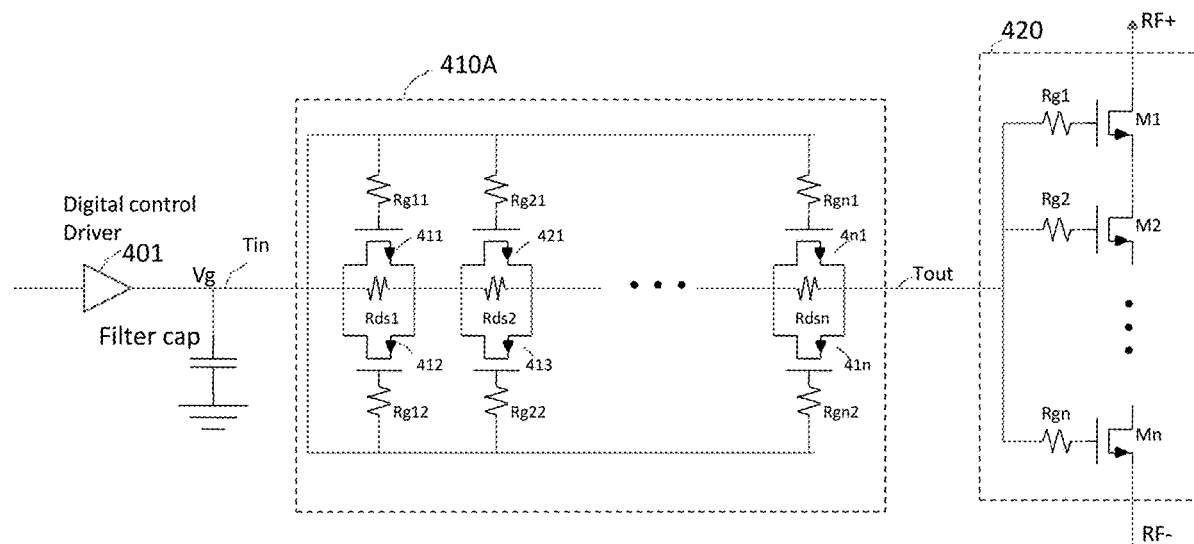 410A
420
RF+
Rg1
M1
Rg11
Rg21
Rgn1
Digital control
Driver
401
Vg
Tin
411
421
4n1
Rg2
M2
Tout
Rds1
Rds2
Rdsn
Filter cap
412
413
41n
Rg12
Rg22
Rgn2
Rgn
Mn
RF-